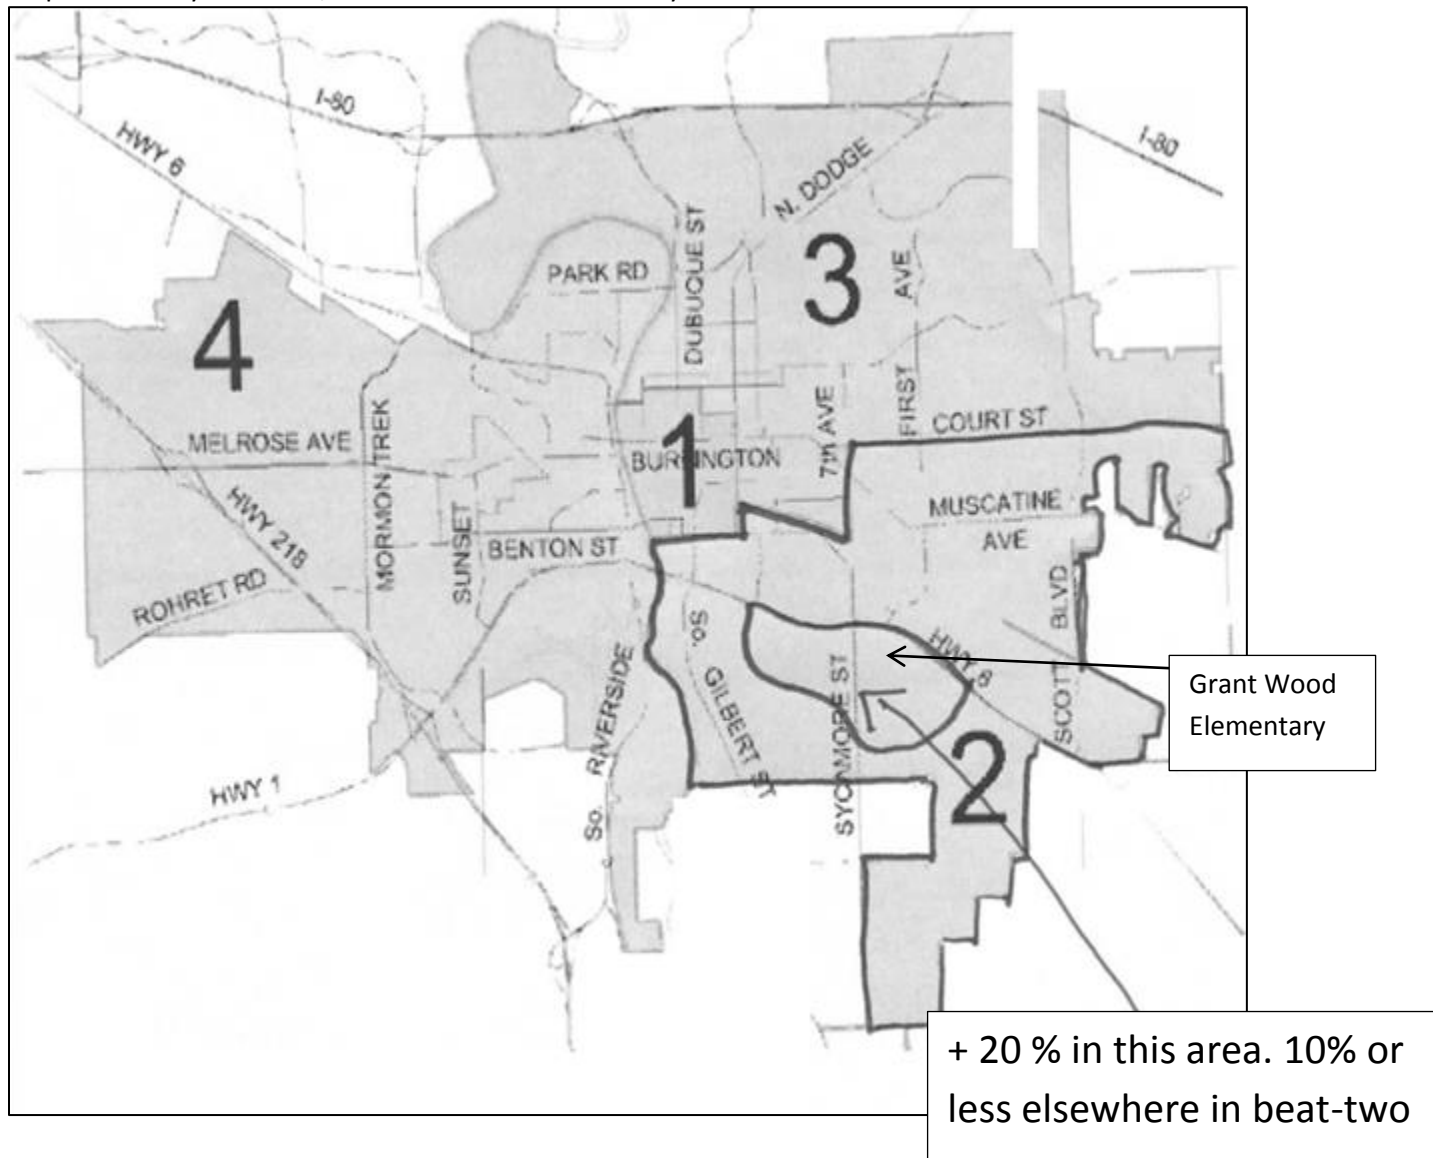 I-80
I-80
HWY 6
N. DODGE
DUBUQUE ST
PARK RD
3
FIRST AVE
4
MORMON TREK
MELROSE AVE
7th AVE
COURT ST
1
BURLINGTON
HWY 218
SUNSET
BENTON ST
MUSCATINE
AVE
ROHRET RD
SCOTT BLVD
HWY 6
So. GILBERT ST
SYCAMORE ST
So. RIVERSIDE
2
HWY 1
Grant Wood
Elementary
+ 20 % in this area. 10% or
less elsewhere in beat-two